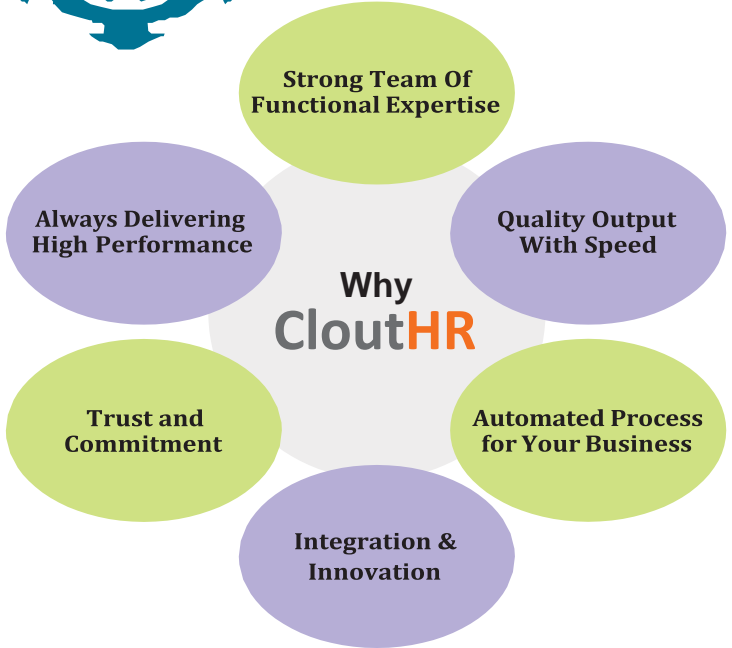 Strong Team Of
Functional Expertise
Always Delivering
High Performance
Quality Output
With Speed
Why
CloutHR
Trust and
Commitment
Automated Process
for Your Business
Integration &
Innovation